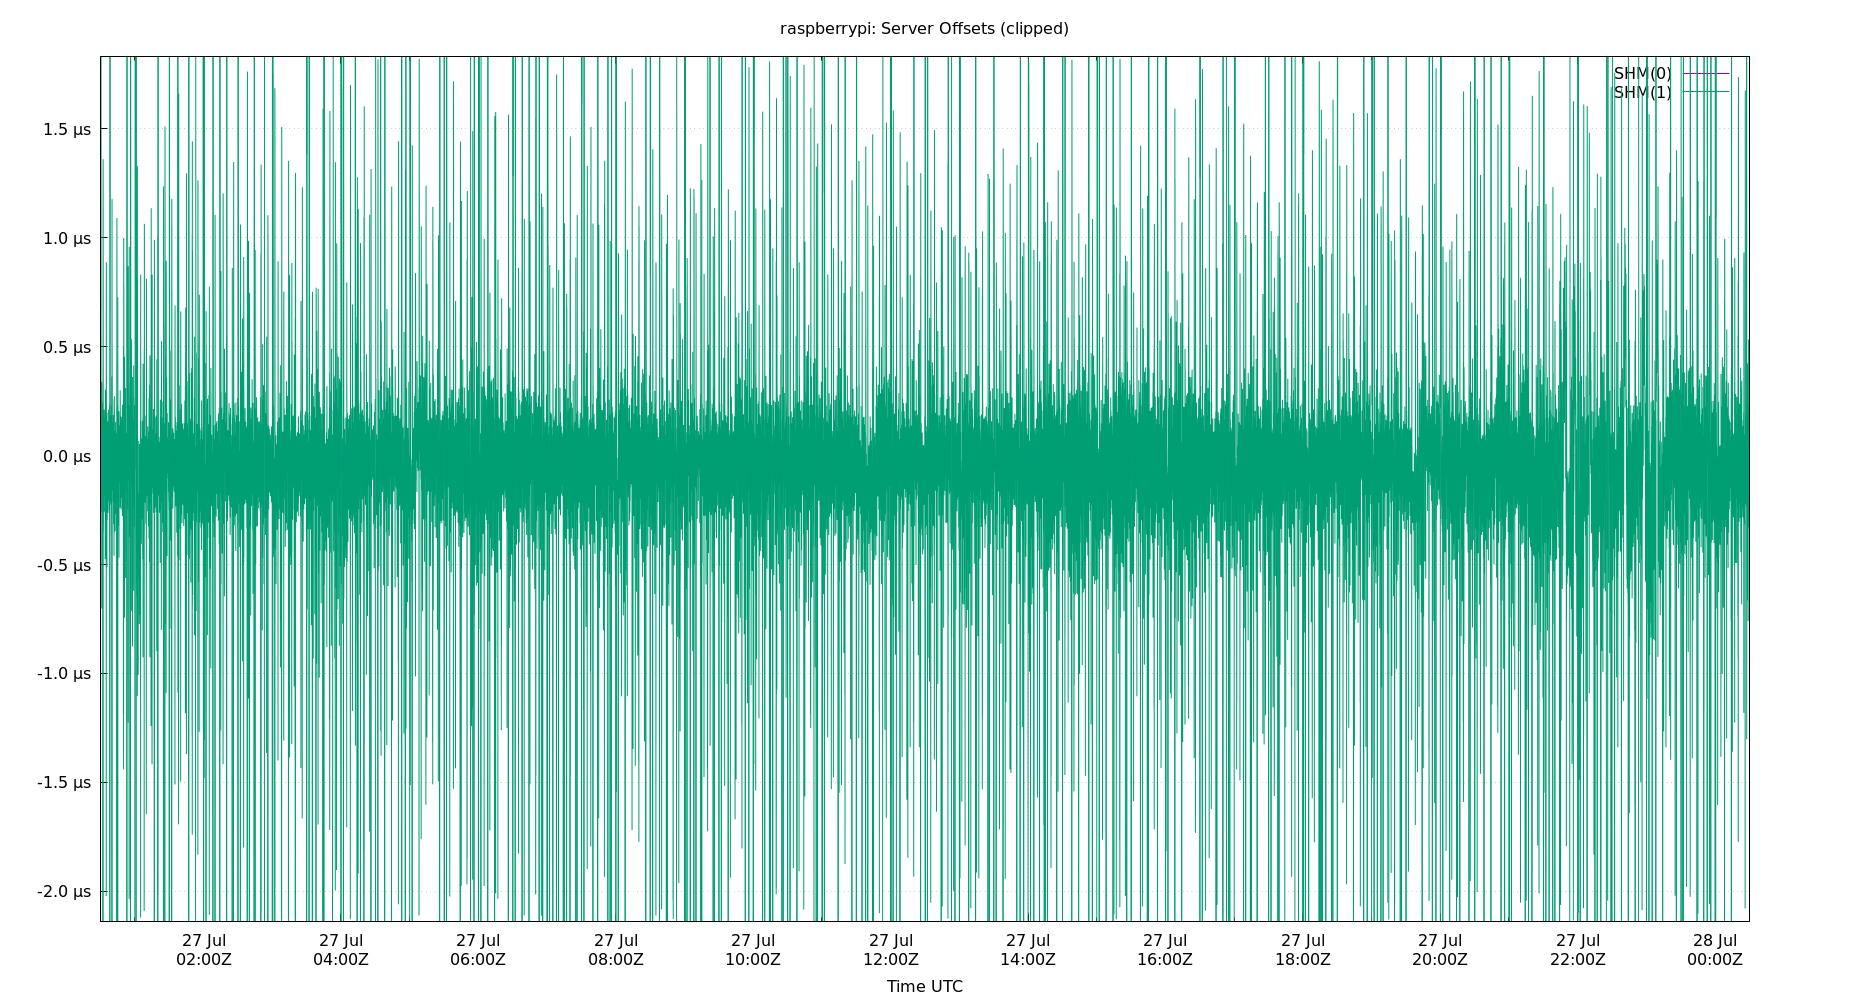 raspberrypi: Server Offsets (clipped)
SHM(0)
SHM(1)
1.5 µs
1.0 µs
0.5 µs
0.0 µs
-0.5 µs
-1.0 µs
-1.5 µs
-2.0 µs
27 Jul 27 Jul 27 Jul 27 Jul 27 Jul 27 Jul 27 Jul 27 Jul 27 Jul 27 Jul 27 Jul 28 Jul
02:00Z 04:00Z 06:00Z 08:00Z 10:00Z 12:00Z 14:00Z 16:00Z 18:00Z 20:00Z 22:00Z 00:00Z
Time UTC